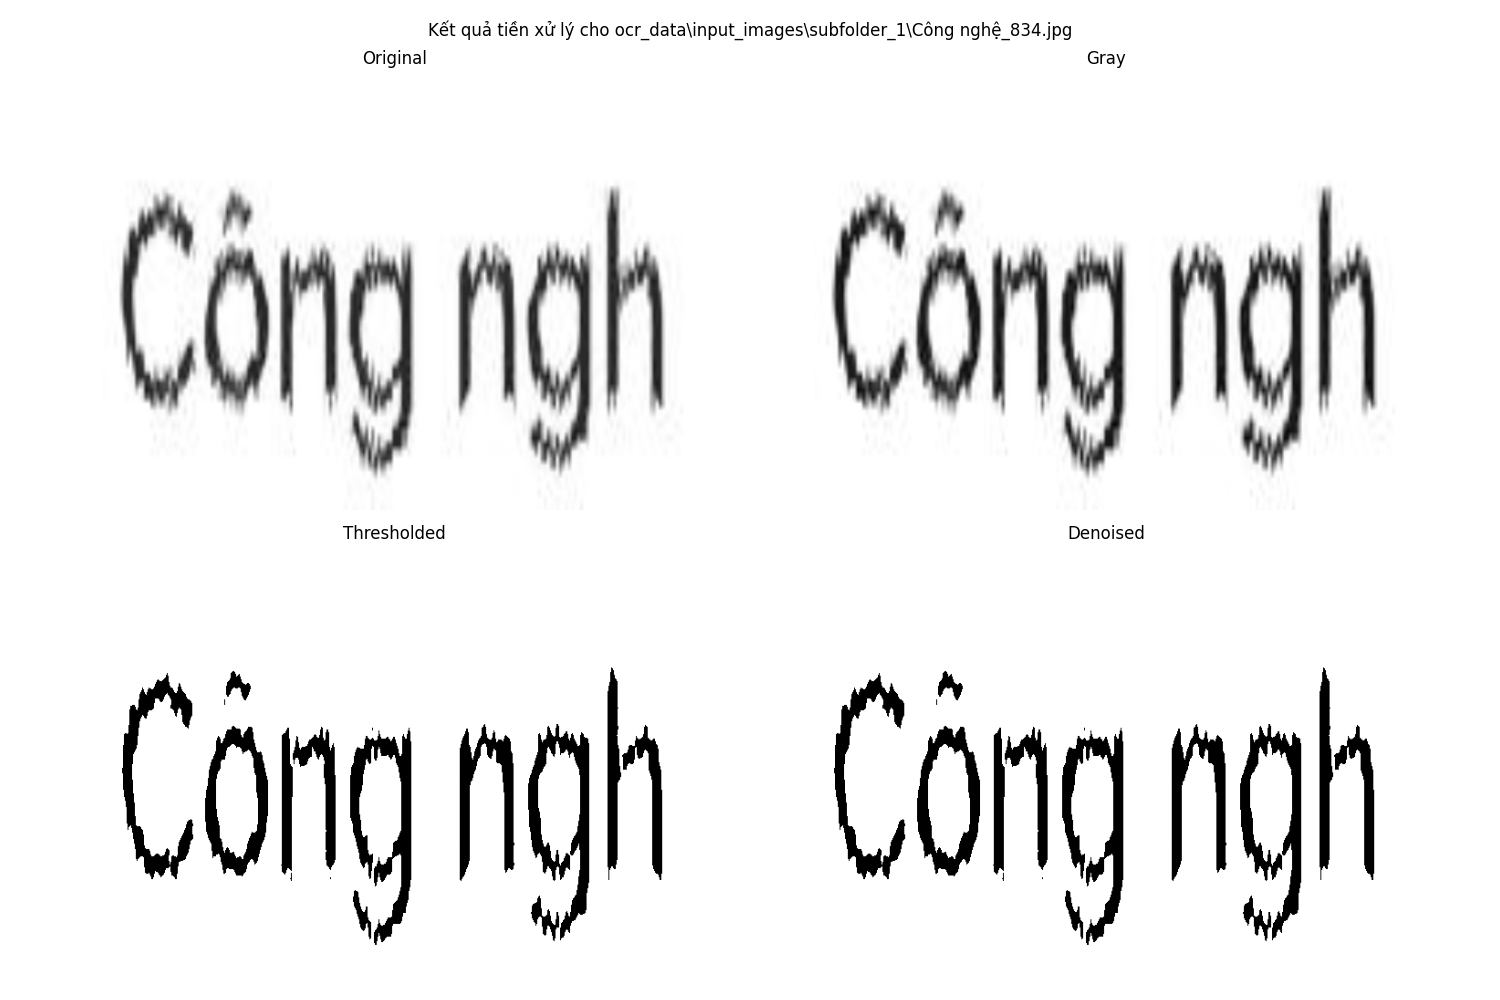 Kết quả tiền xử lý cho ocr_data\input_images\subfolder_1\Công nghệ_834.jpg
Original
Gray
Công ngh
Công ngh
Thresholded
Denoised
Công ngh
Công ngh